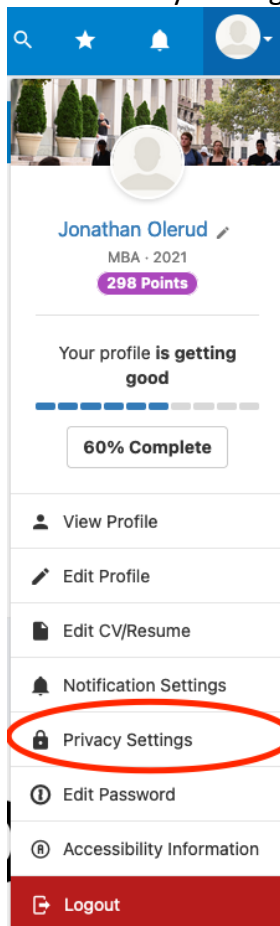 Jonathan Olerud
MBA · 2021
298 Points
Your profile is getting
good
60% Complete
View Profile
Edit Profile
Edit CV/Resume
Notification Settings
Privacy Settings
Edit Password
Accessibility Information
Logout